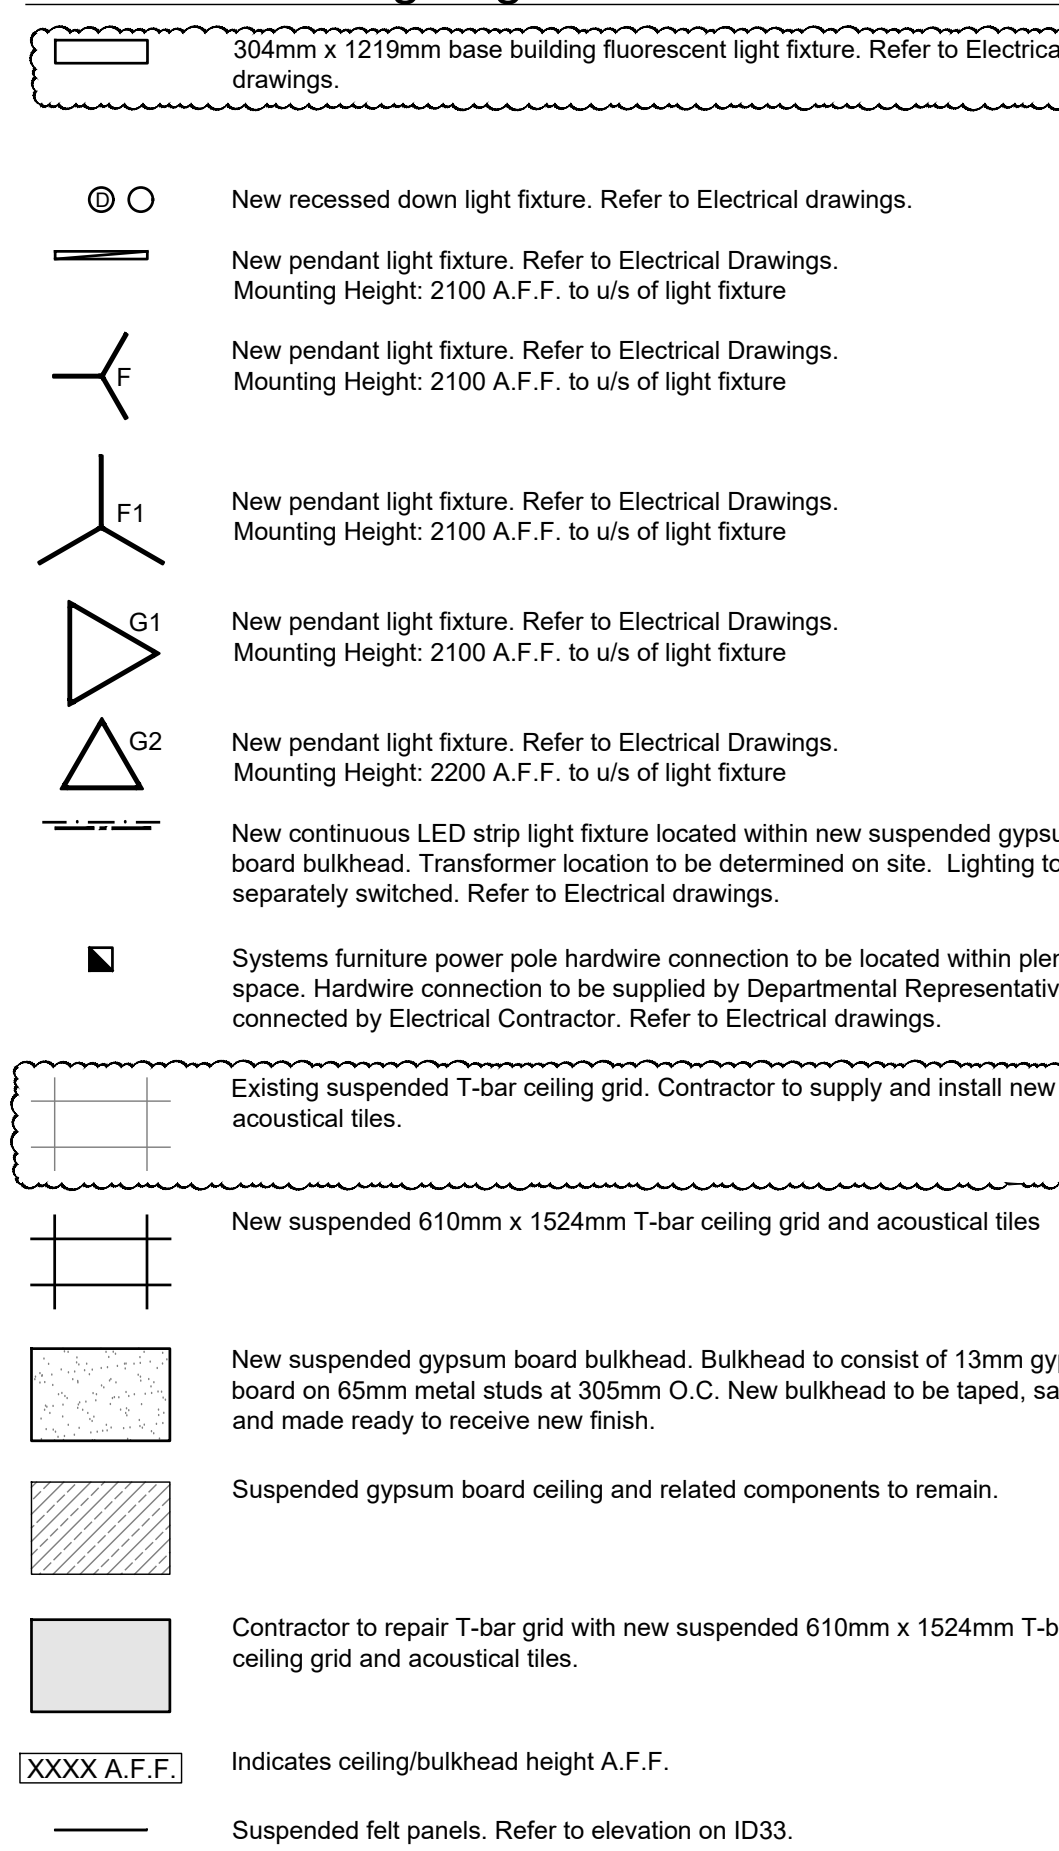 304mm x 1219mm base building fluorescent light fixture. Refer to
drawings.
D
New recessed down light fixture. Refer to Electrical drawings.
New pendant light fixture. Refer to Electrical Drawings.
Mounting Height: 2100 A.F.F. to u/s of light fixture
F
New pendant light fixture. Refer to Electrical Drawings.
Mounting Height: 2100 A.F.F. to u/s of light fixture
F1
New pendant light fixture. Refer to Electrical Drawings.
Mounting Height: 2100 A.F.F. to u/s of light fixture
G1
New pendant light fixture. Refer to Electrical Drawings.
Mounting Height: 2100 A.F.F. to u/s of light fixture
G2
New pendant light fixture. Refer to Electrical Drawings.
Mounting Height: 2200 A.F.F. to u/s of light fixture
New continuous LED strip light fixture located within new suspended
board bulkhead. Transformer location to be determined on site. Lighting to
separately switched. Refer to Electrical drawings.
Systems furniture power pole hardwire connection to be located within
space. Hardwire connection to be supplied by Departmental
connected by Electrical Contractor. Refer to Electrical drawings.
Existing suspended T-bar ceiling grid. Contractor to supply and install new
acoustical tiles.
New suspended 610mm x 1524mm T-bar ceiling grid and acoustical tiles
New suspended gypsum board bulkhead. Bulkhead to consist of 13mm
board on 65mm metal studs at 305mm O.C. New bulkhead to be taped,
and made ready to receive new finish.
Suspended gypsum board ceiling and related components to remain.
Contractor to repair T-bar grid with new suspended 610mm x 1524mm
ceiling grid and acoustical tiles.
XXXX A.F.F.
Indicates ceiling/bulkhead height A.F.F.
Suspended felt panels. Refer to elevation on ID33.